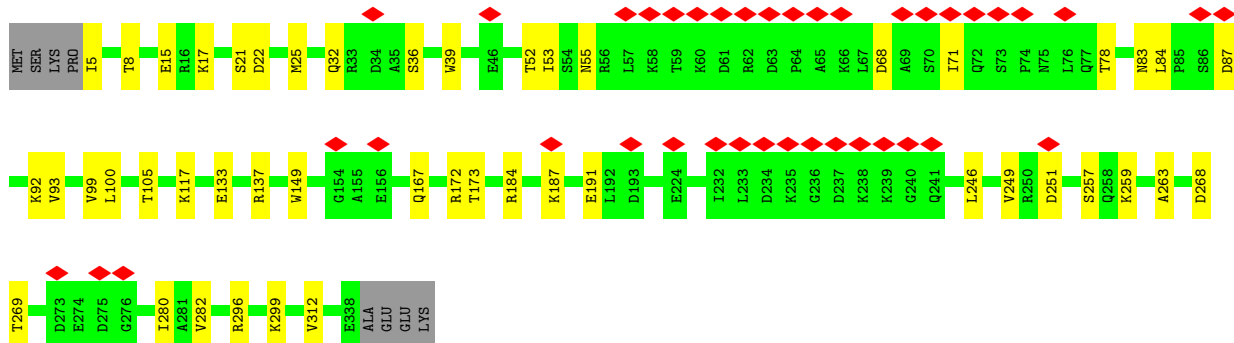 MET SER LYS PRO I5 T8 E15 R16 K17 S21 D22 M25 Q32 R33 D34 A35 S36 W39 E46 T52 I53 S54 N55 R56 L57 K58 T59 K60 D61 R62 D63 P64 A65 K66 L67 D68 A69 S70 I71 Q72 S73 P74 N75 L76 Q77 T78 N83 L84 P85 S86 D87
K92 V93 V99 L100 T105 K117 E133 R137 W149 G154 A155 E156 Q167 R172 T173 R184 K187 E191 L192 D193 E224 I232 L233 D234 K235 G236 D237 K238 K239 G240 Q241 L246 V249 R250 D251 S257 Q258 K259 A263 D268
T269 D273 E274 D275 G276 I280 A281 V282 R296 K299 V312 E338 ALA GLU GLU LYS